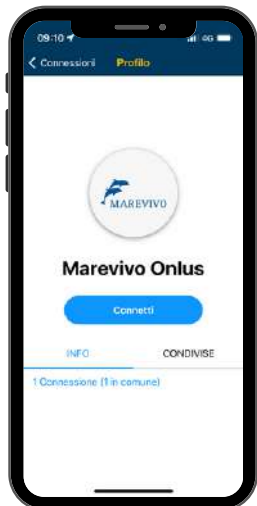 09:10 4G
Connessioni Profilo
MAREVIVO
Marevivo Onlus
Connetti
INFO CONDIVISE
1 Connessione (1 in comune)